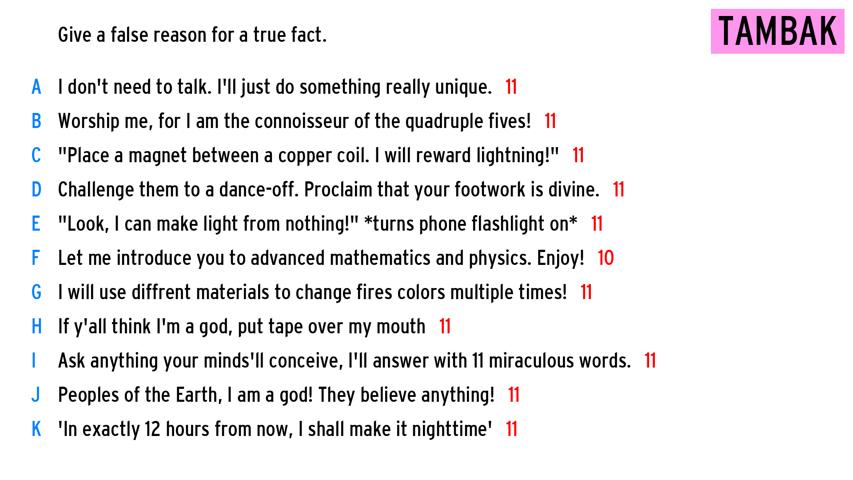 Give a false reason for a true fact.
TAMBAK
A I don't need to talk. I'll just do something really unique. 11
B Worship me, for I am the connoisseur of the quadruple fives! 11
C "Place a magnet between a copper coil. I will reward lightning!" 11
D Challenge them to a dance-off. Proclaim that your footwork is divine. 11
E "Look, I can make light from nothing!" *turns phone flashlight on* 11
F Let me introduce you to advanced mathematics and physics. Enjoy! 10
G I will use diffrent materials to change fires colors multiple times! 11
H If y'all think I'm a god, put tape over my mouth 11
I Ask anything your minds'll conceive, I'll answer with 11 miraculous words. 11
J Peoples of the Earth, I am a god! They believe anything! 11
K 'In exactly 12 hours from now, I shall make it nighttime' 11